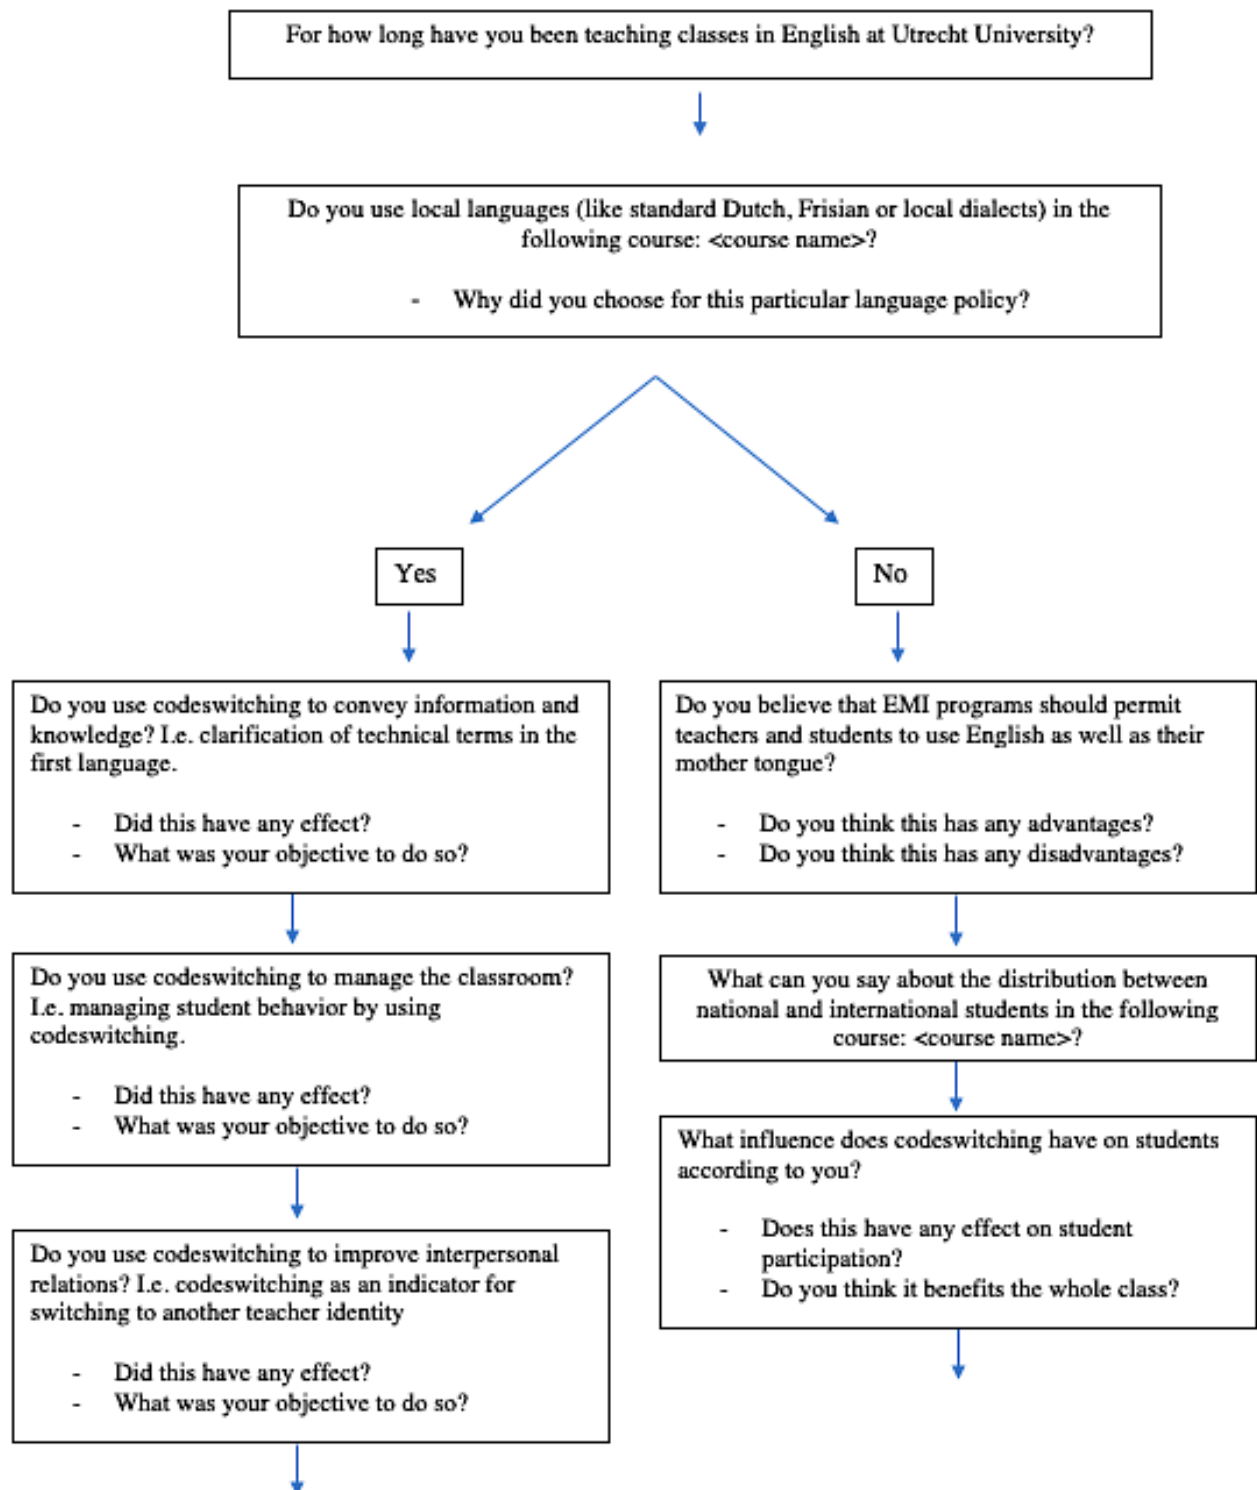 For how long have you been teaching classes in English at Utrecht University?
Do you use local languages (like standard Dutch, Frisian or local dialects) in the
following course: <course name>?
- Why did you choose for this particular language policy?
Yes
No
Do you use codeswitching to convey information and
knowledge? I.e. clarification of technical terms in the
first language.
- Did this have any effect?
- What was your objective to do so?
Do you use codeswitching to manage the classroom?
I.e. managing student behavior by using
codeswitching.
- Did this have any effect?
- What was your objective to do so?
Do you use codeswitching to improve interpersonal
relations? I.e. codeswitching as an indicator for
switching to another teacher identity
- Did this have any effect?
- What was your objective to do so?
Do you believe that EMI programs should permit
teachers and students to use English as well as their
mother tongue?
- Do you think this has any advantages?
- Do you think this has any disadvantages?
What can you say about the distribution between
national and international students in the following
course: <course name>?
What influence does codeswitching have on students
according to you?
- Does this have any effect on student
participation?
- Do you think it benefits the whole class?